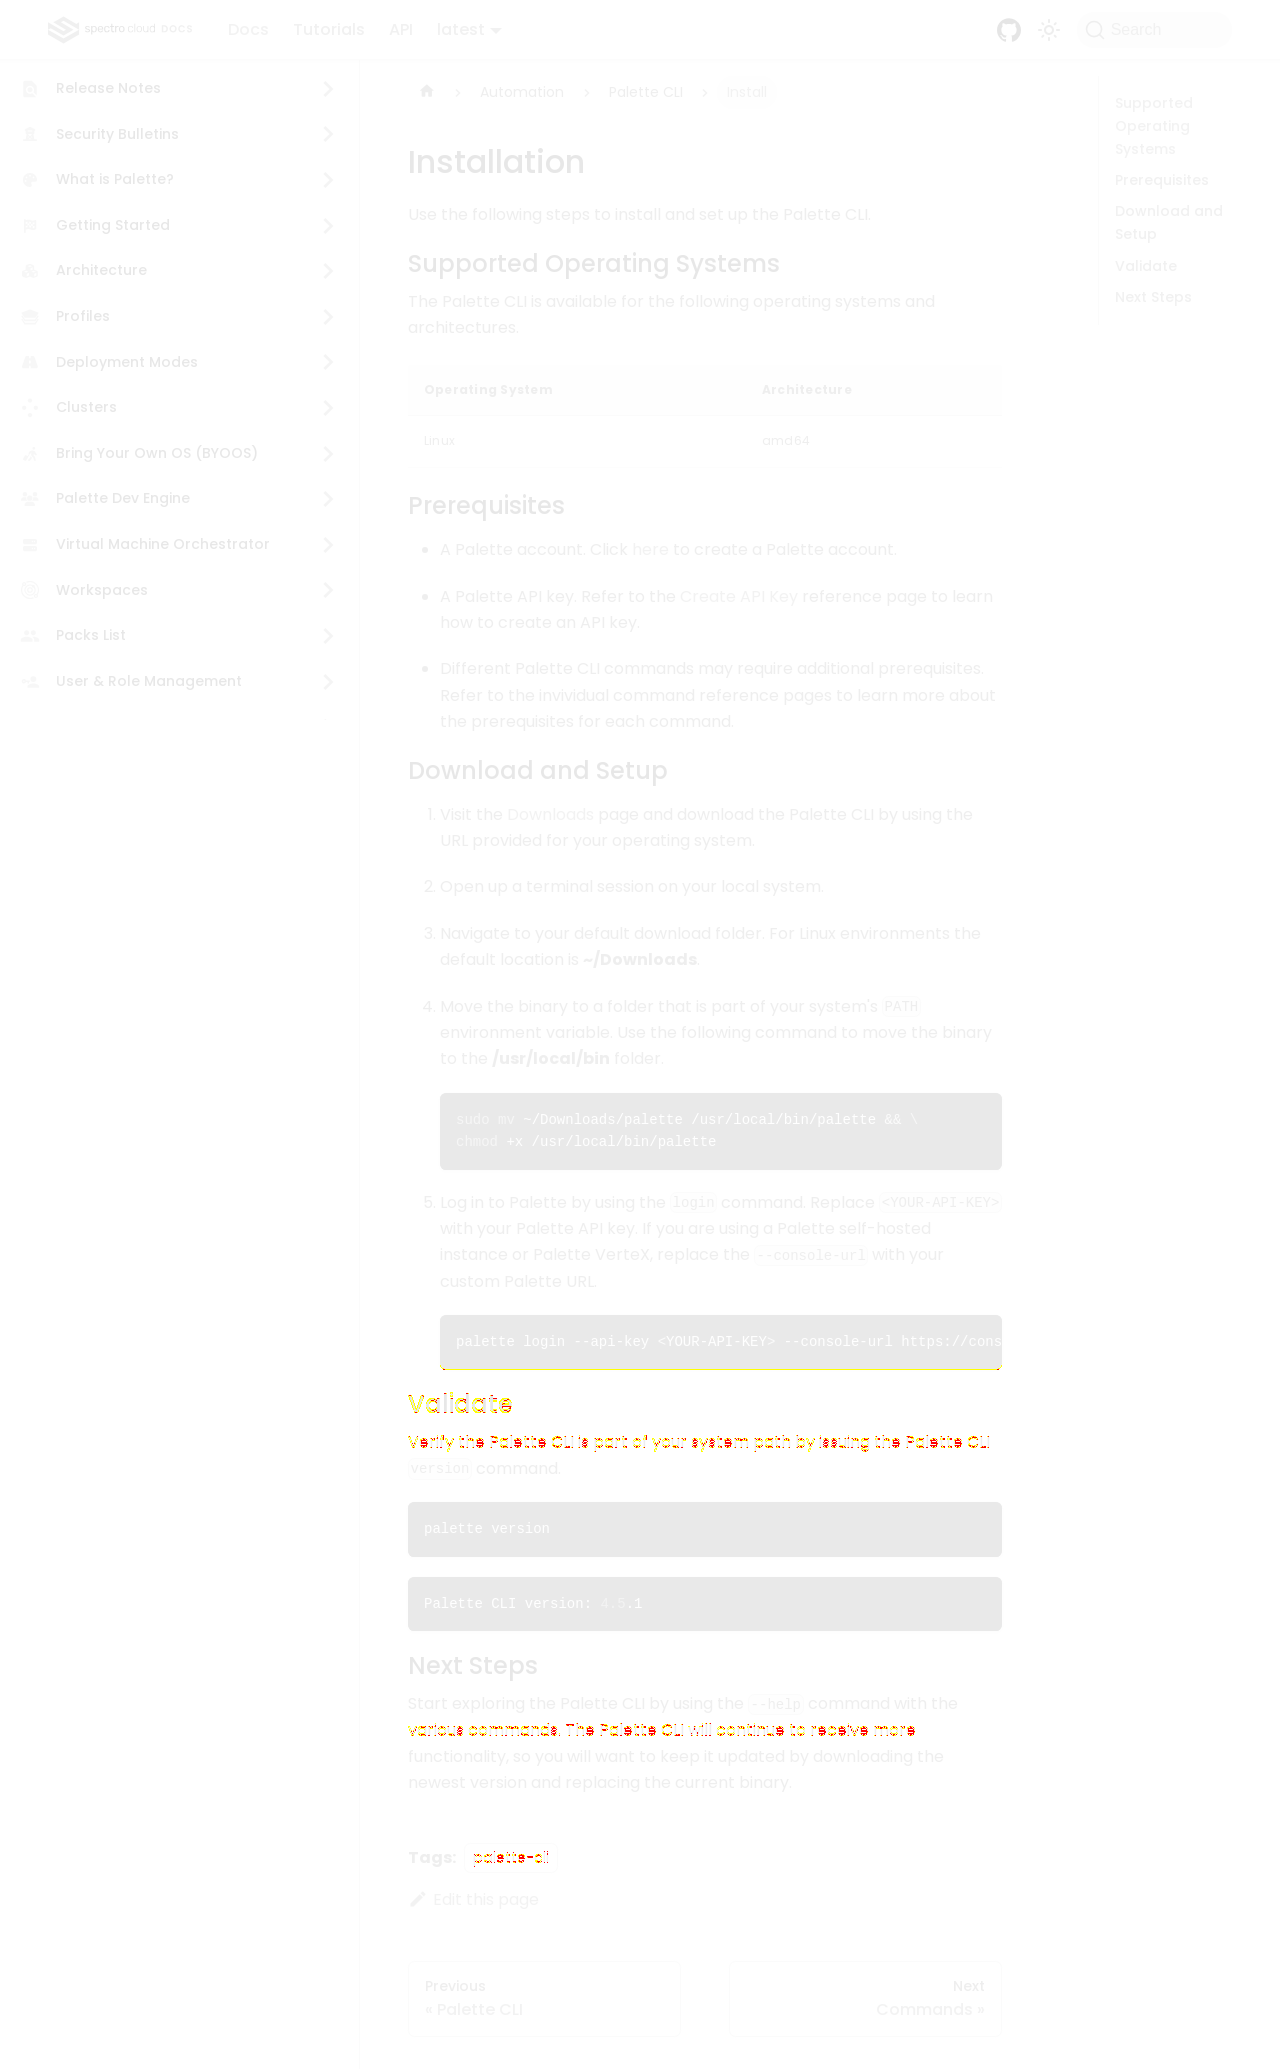 spectro cloud DOCS Docs Tutorials API latest Search
Release Notes
Security Bulletins
What is Palette?
Getting Started
Architecture
Profiles
Deployment Modes
Clusters
Bring Your Own OS (BYOOS)
Palette Dev Engine
Virtual Machine Orchestrator
Workspaces
Packs List
User & Role Management
Automation > Palette CLI > Install
Installation
Use the following steps to install and set up the Palette CLI.
Supported Operating Systems
The Palette CLI is available for the following operating systems and
architectures.
Operating System Architecture
Linux amd64
Prerequisites
• A Palette account. Click here to create a Palette account.
• A Palette API key. Refer to the Create API Key reference page to learn
how to create an API key.
• Different Palette CLI commands may require additional prerequisites.
Refer to the invividual command reference pages to learn more about
the prerequisites for each command.
Download and Setup
1. Visit the Downloads page and download the Palette CLI by using the
URL provided for your operating system.
2. Open up a terminal session on your local system.
3. Navigate to your default download folder. For Linux environments the
default location is ~/Downloads.
4. Move the binary to a folder that is part of your system's PATH
environment variable. Use the following command to move the binary
to the /usr/local/bin folder.
sudo mv ~/Downloads/palette /usr/local/bin/palette && \
chmod +x /usr/local/bin/palette
5. Log in to Palette by using the login command. Replace <YOUR-API-KEY>
with your Palette API key. If you are using a Palette self-hosted
instance or Palette VerteX, replace the --console-url with your
custom Palette URL.
palette login --api-key <YOUR-API-KEY> --console-url https://cons
Validate
Verify the Palette CLI is part of your system path by issuing the Palette CLI
version command.
palette version
Palette CLI version: 4.5.1
Next Steps
Start exploring the Palette CLI by using the --help command with the
various commands. The Palette CLI will continue to receive more
functionality, so you will want to keep it updated by downloading the
newest version and replacing the current binary.
Tags: palette-cli
Edit this page
Previous
« Palette CLI
Next
Commands »
Supported
Operating
Systems
Prerequisites
Download and
Setup
Validate
Next Steps